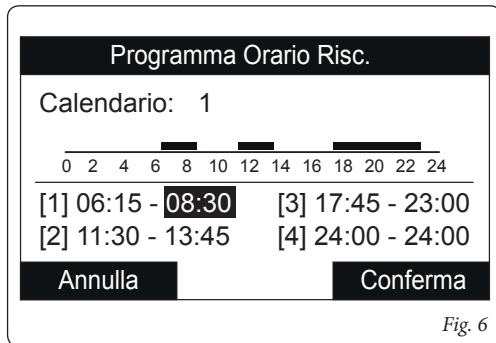 Programma Orario Risc.
Calendario: 1
0 2 4 6 8 10 12 14 16 18 20 22 24
[1] 06:15 - 08:30 [3] 17:45 - 23:00
[2] 11:30 - 13:45 [4] 24:00 - 24:00
Annulla Conferma
Fig. 6